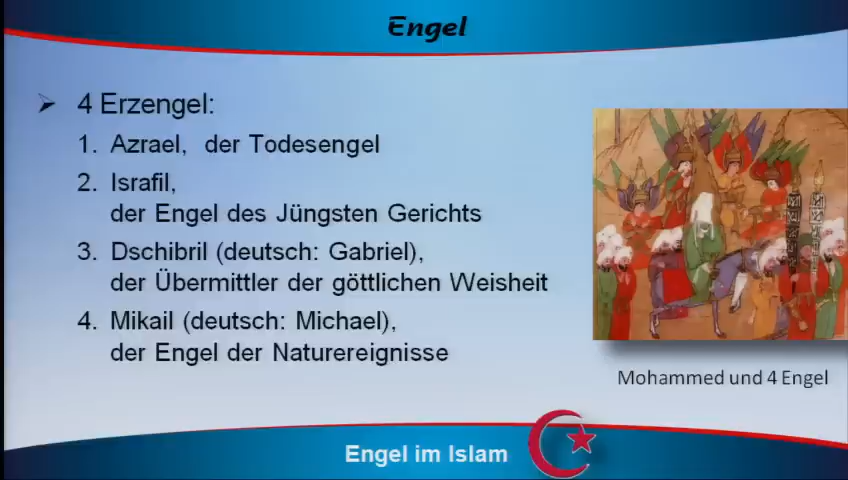 Engel
➢ 4 Erzengel:
1. Azrael, der Todesengel
2. Israfil,
der Engel des Jüngsten Gerichts
3. Dschibril (deutsch: Gabriel),
der Übermittler der göttlichen Weisheit
4. Mikail (deutsch: Michael),
der Engel der Naturereignisse
Mohammed und 4 Engel
Engel im Islam